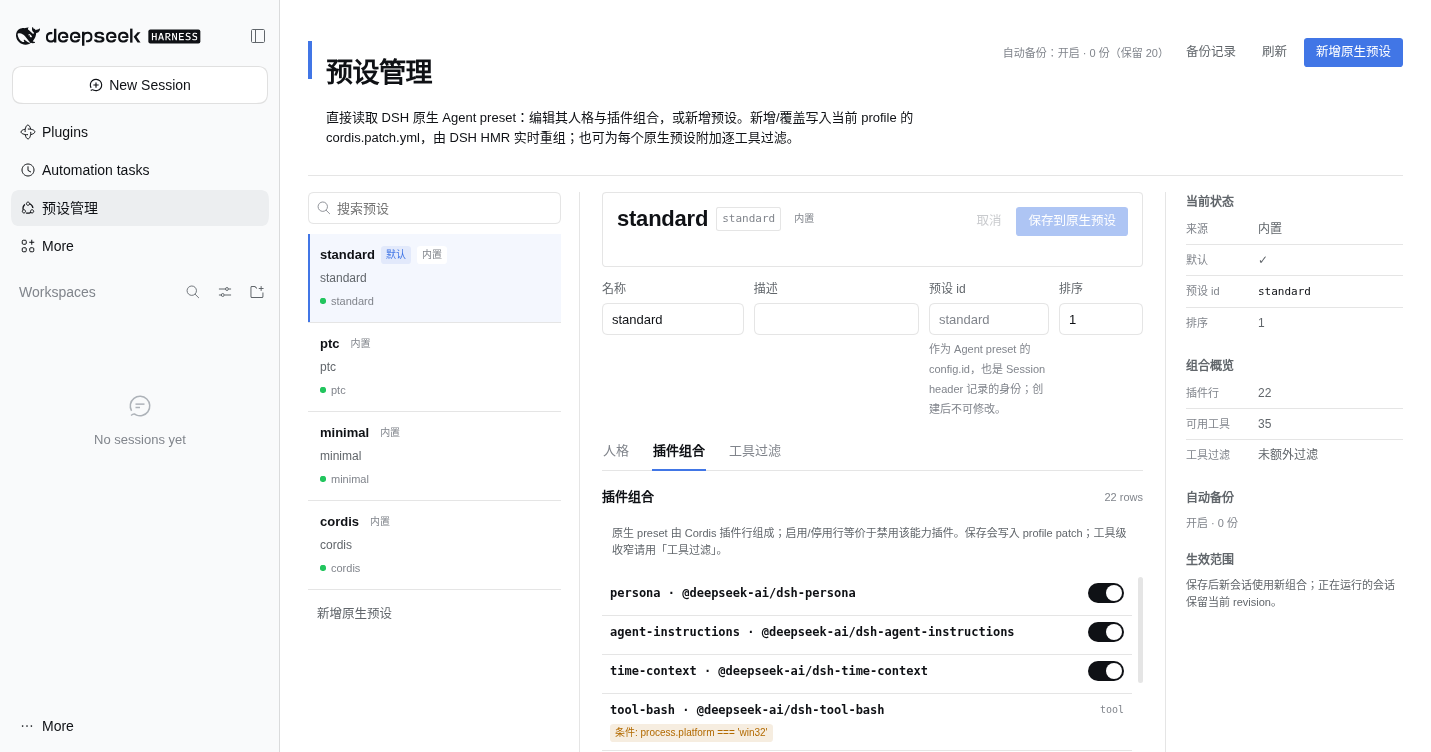 deepseek HARNESS
New Session
Plugins
Automation tasks
预设管理
More
Workspaces
No sessions yet
More
预设管理
自动备份：开启 · 0 份（保留 20）
备份记录
刷新
新增原生预设
直接读取 DSH 原生 Agent preset：编辑其人格与插件组合，或新增预设。新增/覆盖写入当前 profile 的
cordis.patch.yml，由 DSH HMR 实时重组；也可为每个原生预设附加逐工具过滤。
搜索预设
standard 默认 内置
standard
standard
ptc 内置
ptc
ptc
minimal 内置
minimal
minimal
cordis 内置
cordis
cordis
新增原生预设
standard standard 内置
取消
保存到原生预设
名称
描述
预设 id
排序
standard
standard
1
作为 Agent preset 的
config.id，也是 Session
header 记录的身份；创
建后不可修改。
人格
插件组合
工具过滤
插件组合
22 rows
原生 preset 由 Cordis 插件行组成；启用/停用行等价于禁用该能力插件。保存会写入 profile patch；工具级
收窄请用「工具过滤」。
persona · @deepseek-ai/dsh-persona
agent-instructions · @deepseek-ai/dsh-agent-instructions
time-context · @deepseek-ai/dsh-time-context
tool-bash · @deepseek-ai/dsh-tool-bash
tool
条件: process.platform === 'win32'
当前状态
来源 内置
默认 ✓
预设 id standard
排序 1
组合概览
插件行 22
可用工具 35
工具过滤 未额外过滤
自动备份
开启 · 0 份
生效范围
保存后新会话使用新组合；正在运行的会话
保留当前 revision。